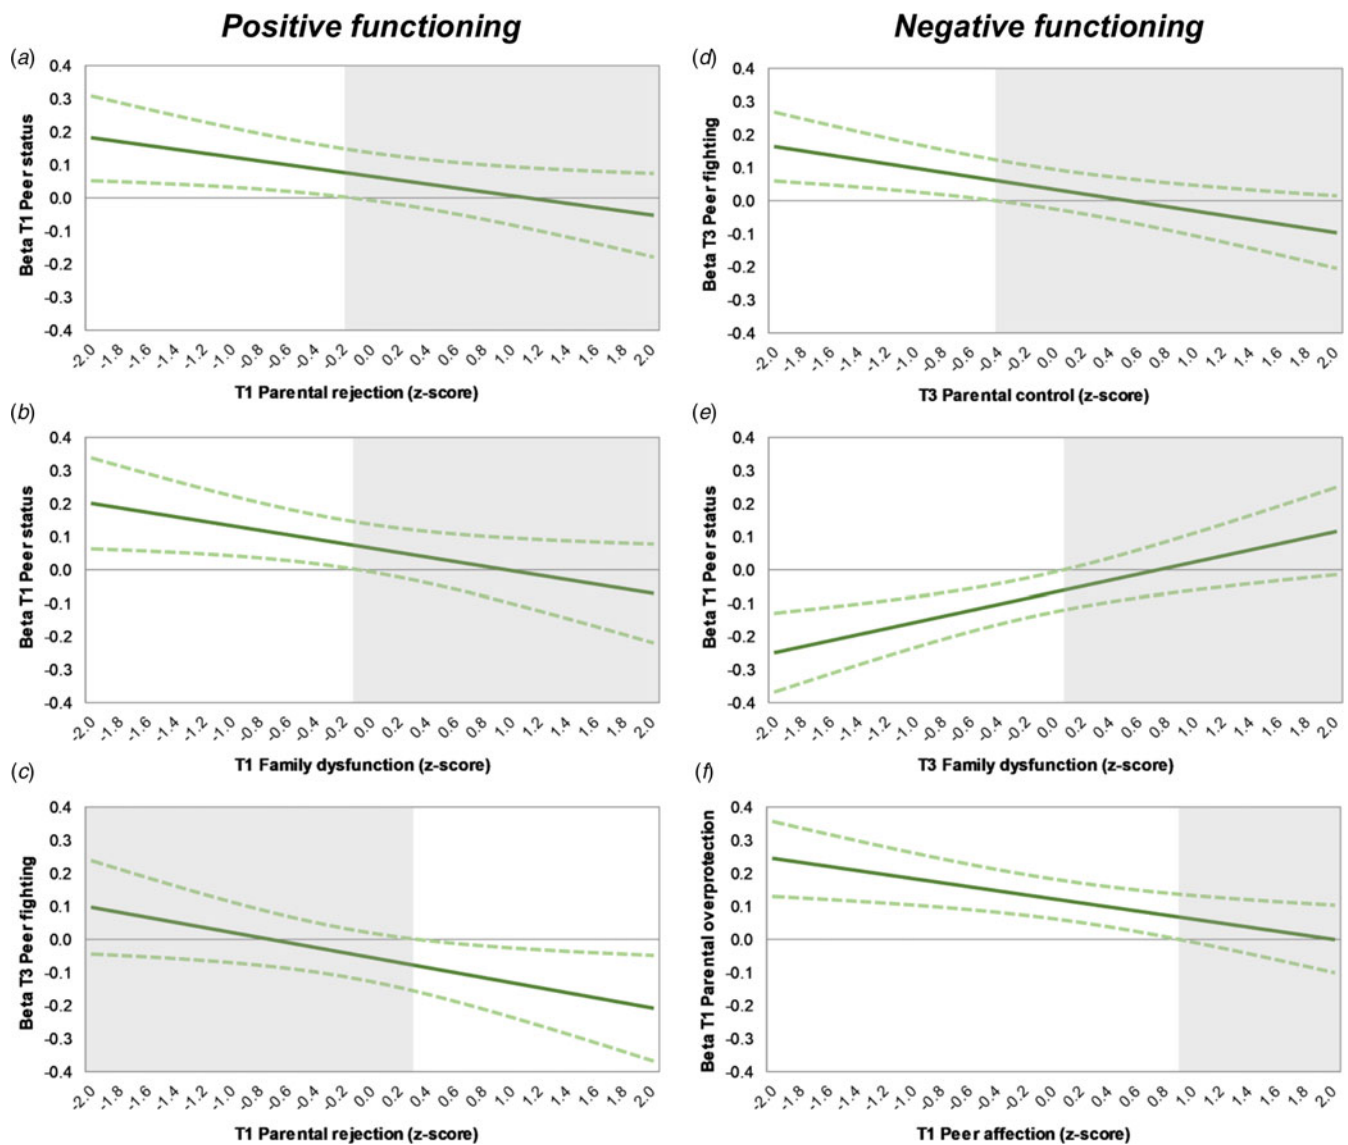 Positive functioning
Negative functioning
(a)
0.4
0.3
0.2
0.1
0.0
-0.1
-0.2
-0.3
-0.4
Beta T1 Peer status
-2.0 -1.8 -1.6 -1.4 -1.2 -1.0 -0.8 -0.6 -0.4 -0.2 0.0 0.2 0.4 0.6 0.8 1.0 1.2 1.4 1.6 1.8 2.0
T1 Parental rejection (z-score)
(d)
0.4
0.3
0.2
0.1
0.0
-0.1
-0.2
-0.3
-0.4
Beta T3 Peer fighting
-2.0 -1.8 -1.6 -1.4 -1.2 -1.0 -0.8 -0.6 -0.4 -0.2 0.0 0.2 0.4 0.6 0.8 1.0 1.2 1.4 1.6 1.8 2.0
T3 Parental control (z-score)
(b)
0.4
0.3
0.2
0.1
0.0
-0.1
-0.2
-0.3
-0.4
Beta T1 Peer status
-2.0 -1.8 -1.6 -1.4 -1.2 -1.0 -0.8 -0.6 -0.4 -0.2 0.0 0.2 0.4 0.6 0.8 1.0 1.2 1.4 1.6 1.8 2.0
T1 Family dysfunction (z-score)
(e)
0.4
0.3
0.2
0.1
0.0
-0.1
-0.2
-0.3
-0.4
Beta T1 Peer status
-2.0 -1.8 -1.6 -1.4 -1.2 -1.0 -0.8 -0.6 -0.4 -0.2 0.0 0.2 0.4 0.6 0.8 1.0 1.2 1.4 1.6 1.8 2.0
T3 Family dysfunction (z-score)
(c)
0.4
0.3
0.2
0.1
0.0
-0.1
-0.2
-0.3
-0.4
Beta T3 Peer fighting
-2.0 -1.8 -1.6 -1.4 -1.2 -1.0 -0.8 -0.6 -0.4 -0.2 0.0 0.2 0.4 0.6 0.8 1.0 1.2 1.4 1.6 1.8 2.0
T1 Parental rejection (z-score)
(f)
0.4
0.3
0.2
0.1
0.0
-0.1
-0.2
-0.3
-0.4
Beta T1 Parental overprotection
-2.0 -1.8 -1.6 -1.4 -1.2 -1.0 -0.8 -0.6 -0.4 -0.2 0.0 0.2 0.4 0.6 0.8 1.0 1.2 1.4 1.6 1.8 2.0
T1 Peer affection (z-score)